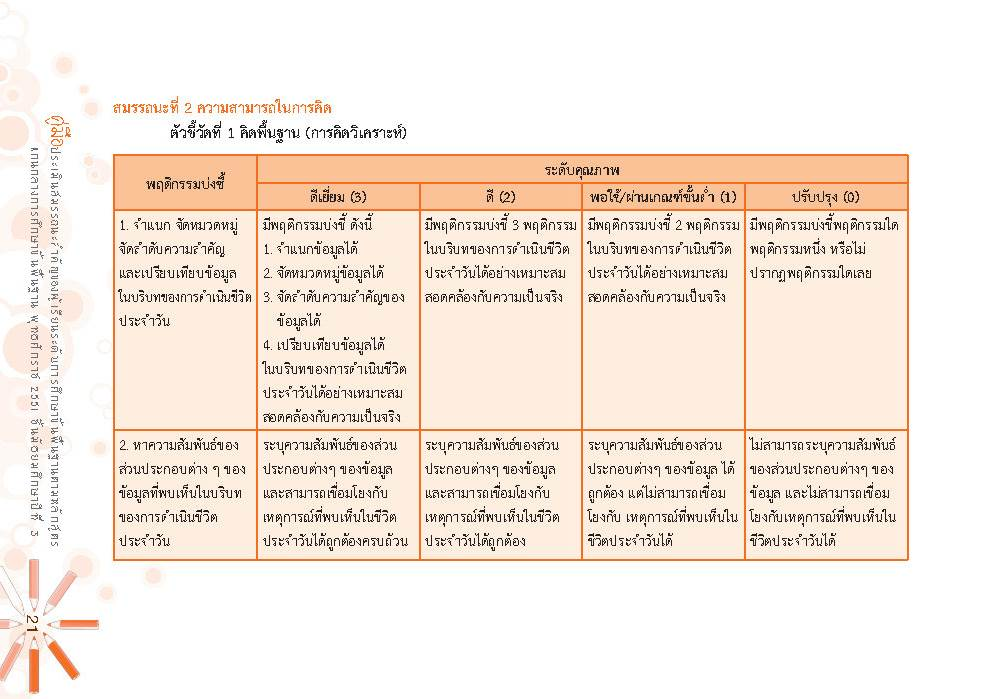 สมรรถนะที่ 2 ความสามารถในการคิด
ตัวชี้วัดที่ 1 คิดพื้นฐาน (การคิดวิเคราะห์)
พฤติกรรมบ่งชี้
ระดับคุณภาพ
ดีเยี่ยม (3)
ดี (2)
พอใช้/ผ่านเกณฑ์ขั้นต่ำ (1)
ปรับปรุง (0)
1. จำแนก จัดหมวดหมู่
จัดลำดับความสำคัญ
และเปรียบเทียบข้อมูล
ในบริบทของการดำเนินชีวิต
ประจำวัน
มีพฤติกรรมบ่งชี้ ดังนี้
1. จำแนกข้อมูลได้
2. จัดหมวดหมู่ข้อมูลได้
3. จัดลำดับความสำคัญของ
ข้อมูลได้
4. เปรียบเทียบข้อมูลได้
ในบริบทของการดำเนินชีวิต
ประจำวันได้อย่างเหมาะสม
สอดคล้องกับความเป็นจริง
มีพฤติกรรมบ่งชี้ 3 พฤติกรรม
ในบริบทของการดำเนินชีวิต
ประจำวันได้อย่างเหมาะสม
สอดคล้องกับความเป็นจริง
มีพฤติกรรมบ่งชี้ 2 พฤติกรรม
ในบริบทของการดำเนินชีวิต
ประจำวันได้อย่างเหมาะสม
สอดคล้องกับความเป็นจริง
มีพฤติกรรมบ่งชี้พฤติกรรมใด
พฤติกรรมหนึ่ง หรือไม่
ปรากฏพฤติกรรมใดเลย
2. หาความสัมพันธ์ของ
ส่วนประกอบต่าง ๆ ของ
ข้อมูลที่พบเห็นในบริบท
ของการดำเนินชีวิต
ประจำวัน
ระบุความสัมพันธ์ของส่วน
ประกอบต่างๆ ของข้อมูล
และสามารถเชื่อมโยงกับ
เหตุการณ์ที่พบเห็นในชีวิต
ประจำวันได้ถูกต้องครบถ้วน
ระบุความสัมพันธ์ของส่วน
ประกอบต่างๆ ของข้อมูล
และสามารถเชื่อมโยงกับ
เหตุการณ์ที่พบเห็นในชีวิต
ประจำวันได้ถูกต้อง
ระบุความสัมพันธ์ของส่วน
ประกอบต่างๆ ของข้อมูล ได้
ถูกต้อง แต่ไม่สามารถเชื่อม
โยงกับ เหตุการณ์ที่พบเห็นใน
ชีวิตประจำวันได้
ไม่สามารถระบุความสัมพันธ์
ของส่วนประกอบต่างๆ ของ
ข้อมูล และไม่สามารถเชื่อม
โยงกับเหตุการณ์ที่พบเห็นใน
ชีวิตประจำวันได้
คู่มือประเมินสมรรถนะสำคัญของผู้เรียนระดับการศึกษาขั้นพื้นฐานตามหลักสูตร
แกนกลางการศึกษาขั้นพื้นฐาน พุทธศักราช 2551 ชั้นมัธยมศึกษาปีที่ 3
21